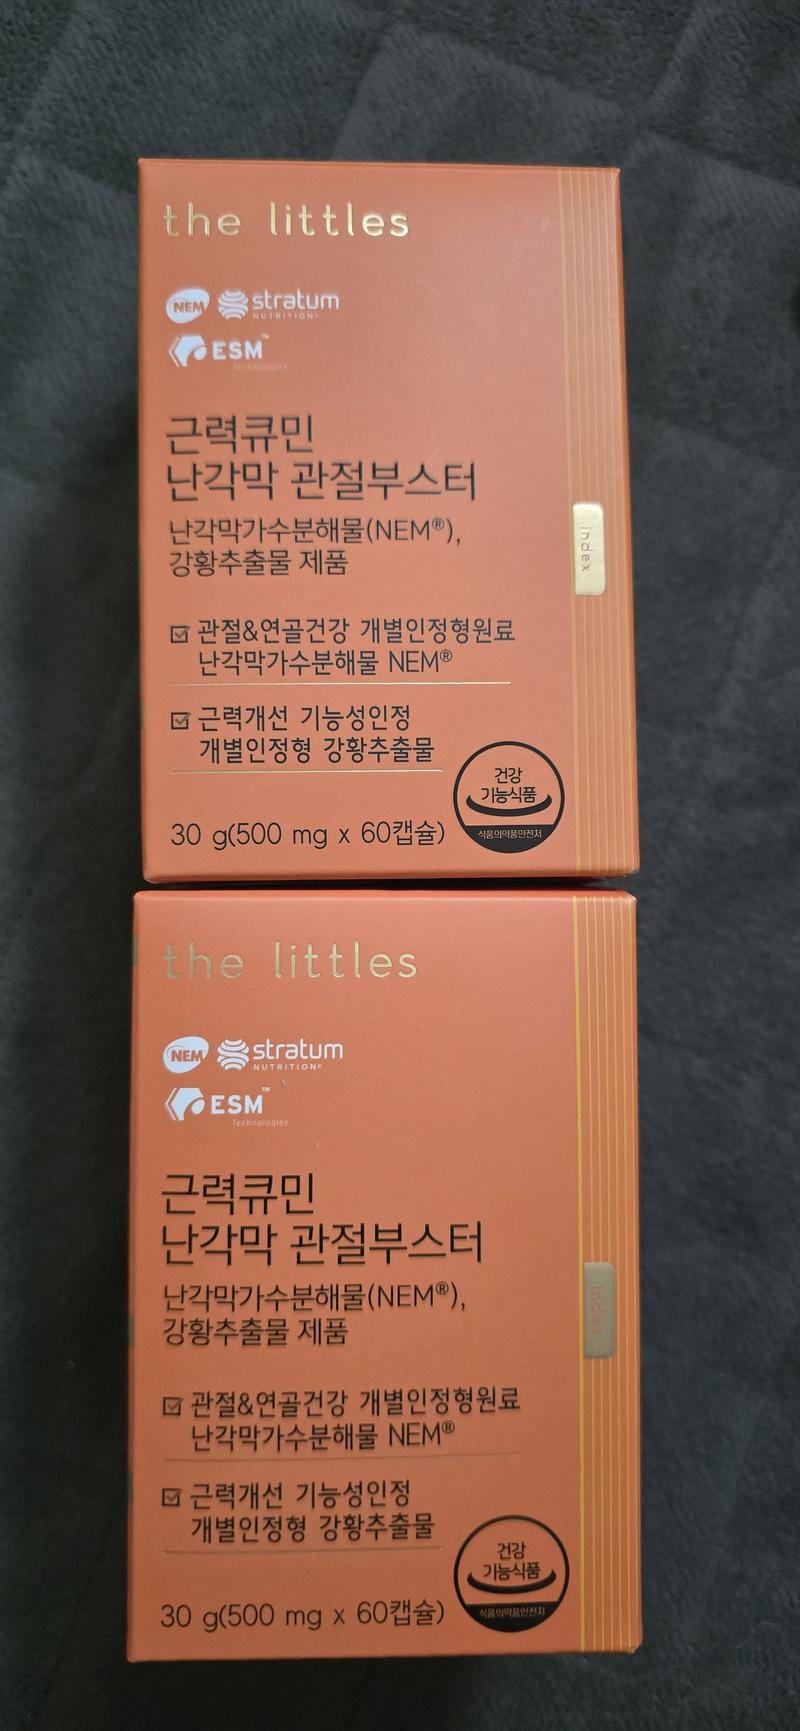 the littles
NEM stratum
NUTRITION®
ESM™
Technologies
근력큐민
난각막 관절부스터
난각막가수분해물(NEM®),
강황추출물 제품
index
관절&연골건강 개별인정형원료
난각막가수분해물 NEM®
근력개선 기능성인정
개별인정형 강황추출물
건강
기능식품
식품의약품안전처
30 g(500 mg x 60캡슐)
the littles
NEM stratum
NUTRITION®
ESM™
Technologies
근력큐민
난각막 관절부스터
난각막가수분해물(NEM®),
강황추출물 제품
index
관절&연골건강 개별인정형원료
난각막가수분해물 NEM®
근력개선 기능성인정
개별인정형 강황추출물
건강
기능식품
식품의약품안전처
30 g(500 mg x 60캡슐)